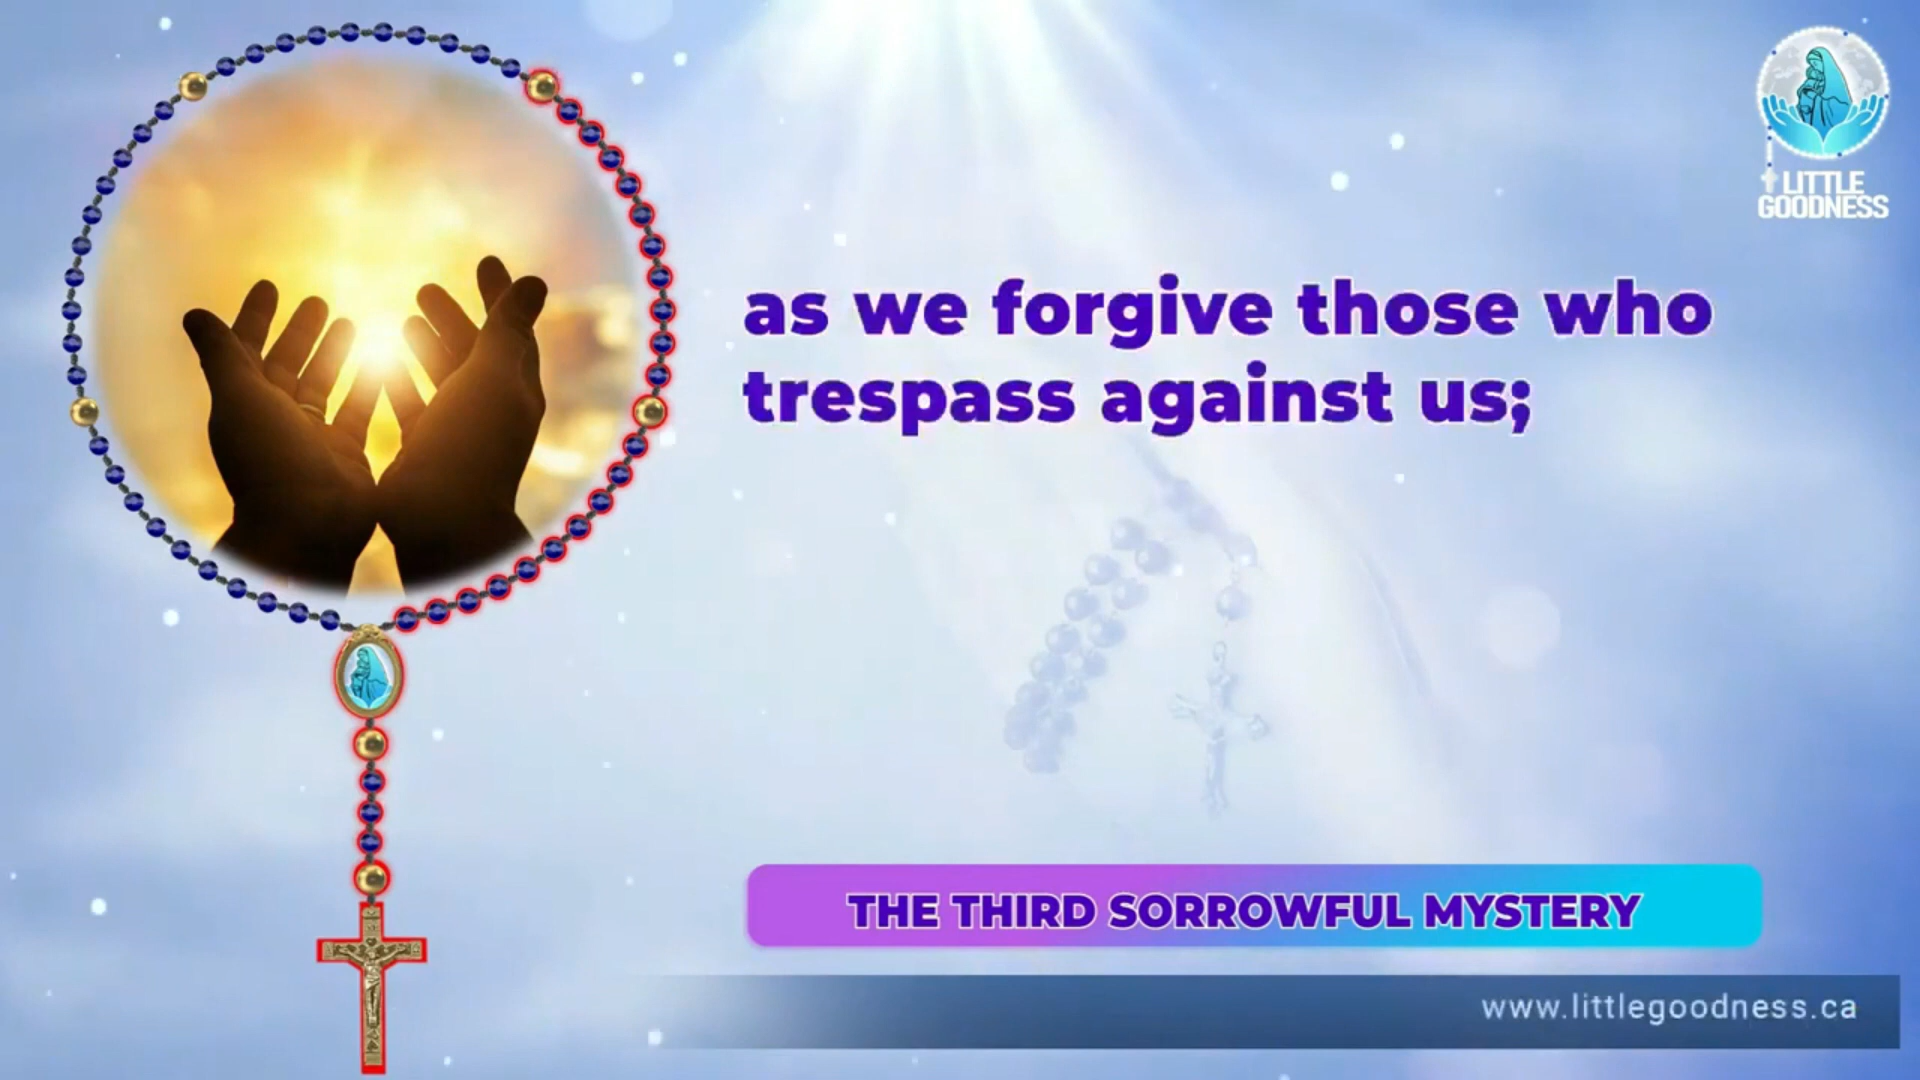 LITTLE
GOODNESS
as we forgive those who
trespass against us;
THE THIRD SORROWFUL MYSTERY
www.littlegoodness.ca